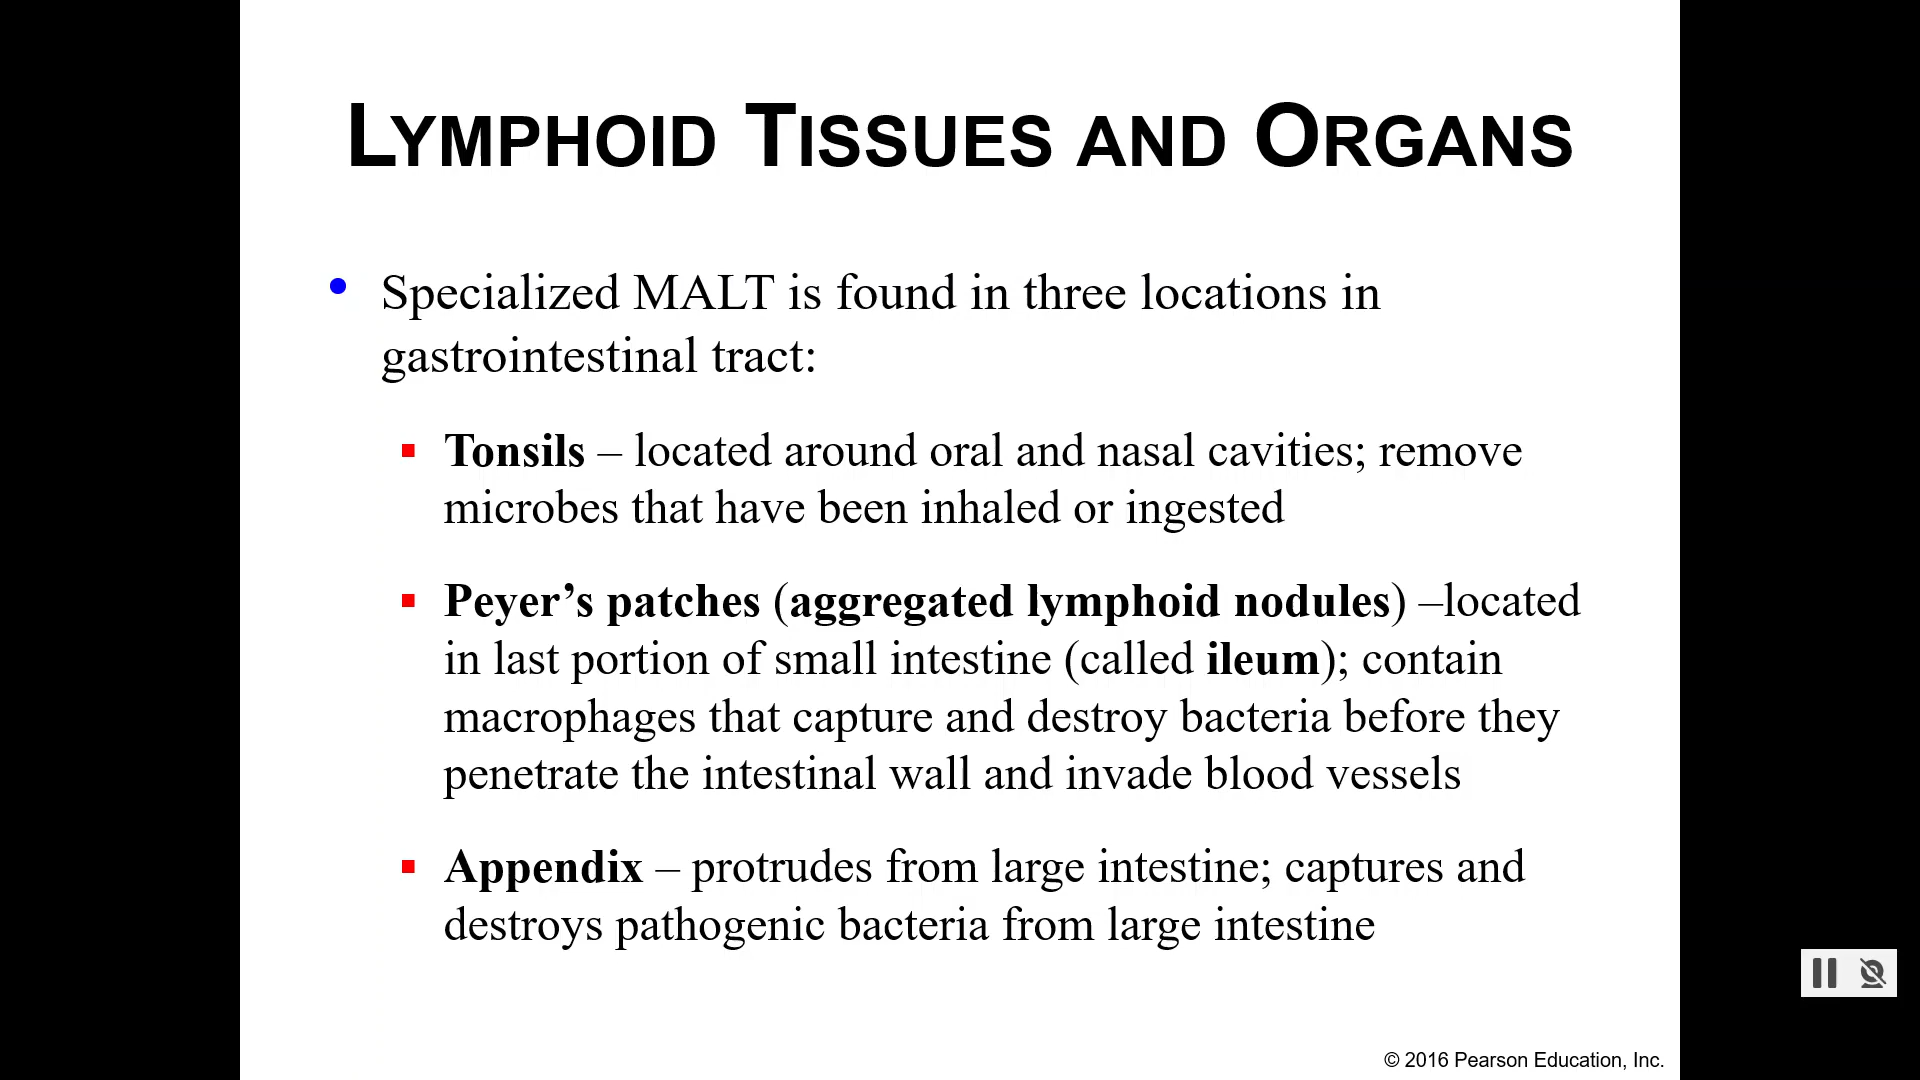 LYMPHOID TISSUES AND ORGANS
• Specialized MALT is found in three locations in
gastrointestinal tract:
▪ Tonsils – located around oral and nasal cavities; remove
microbes that have been inhaled or ingested
▪ Peyer’s patches (aggregated lymphoid nodules) –located
in last portion of small intestine (called ileum); contain
macrophages that capture and destroy bacteria before they
penetrate the intestinal wall and invade blood vessels
▪ Appendix – protrudes from large intestine; captures and
destroys pathogenic bacteria from large intestine
© 2016 Pearson Education, Inc.